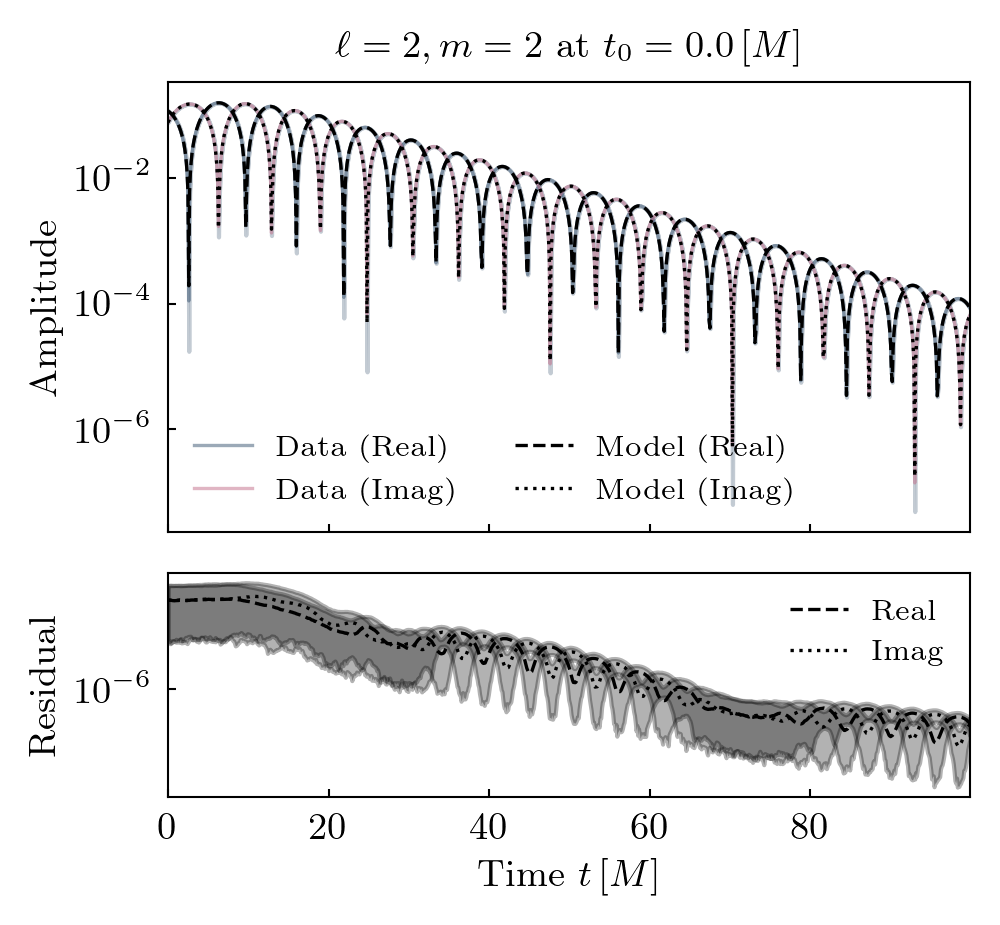 ℓ = 2, m = 2 at t₀ = 0.0 [M]
Amplitude
10⁻²
10⁻⁴
10⁻⁶
Data (Real)
Data (Imag)
Model (Real)
Model (Imag)
Residual
10⁻⁶
Real
Imag
0 20 40 60 80
Time t [M]